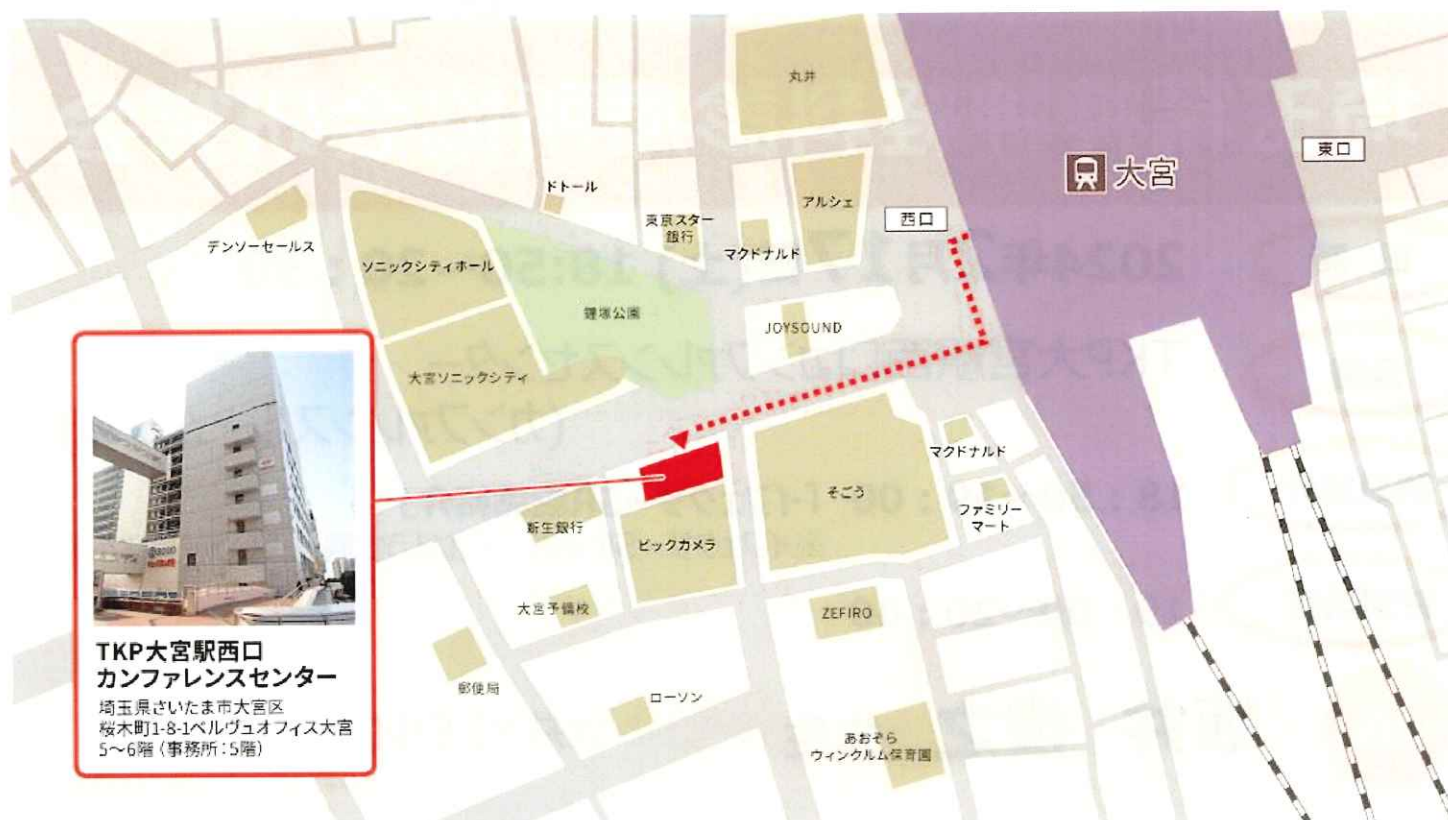 丸井
大宮
東口
西口
アルシェ
ドトール
東京スター
銀行
マクドナルド
デンソーセールス
ソニックシティホール
鐘塚公園
JOYSOUND
大宮ソニックシティ
マクドナルド
そごう
ファミリー
マート
新生銀行
ビックカメラ
大宮予備校
ZEFIRO
郵便局
ローソン
あおぞら
ウィンクルム保育園
TKP大宮駅西口
カンファレンスセンター
埼玉県さいたま市大宮区
桜木町1-8-1ベルヴュオフィス大宮
5～6階（事務所：5階）